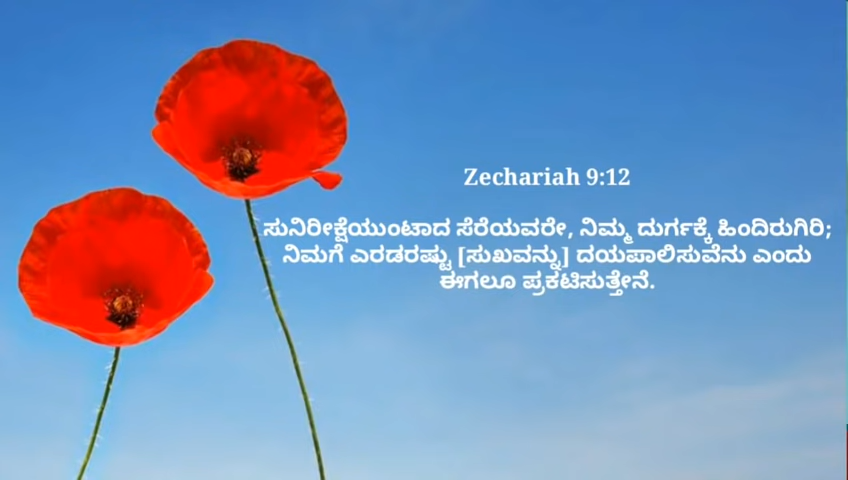 Zechariah 9:12
ಸುನಿರೀಕ್ಷೆಯುಂಟಾದ ಸೆರೆಯವರೇ, ನಿಮ್ಮ ದುರ್ಗಕ್ಕೆ ಹಿಂದಿರುಗಿರಿ;
ನಿಮಗೆ ಎರಡರಷ್ಟು [ಸುಖವನ್ನು] ದಯಪಾಲಿಸುವೆನು ಎಂದು
ಈಗಲೂ ಪ್ರಕಟಿಸುತ್ತೇನೆ.